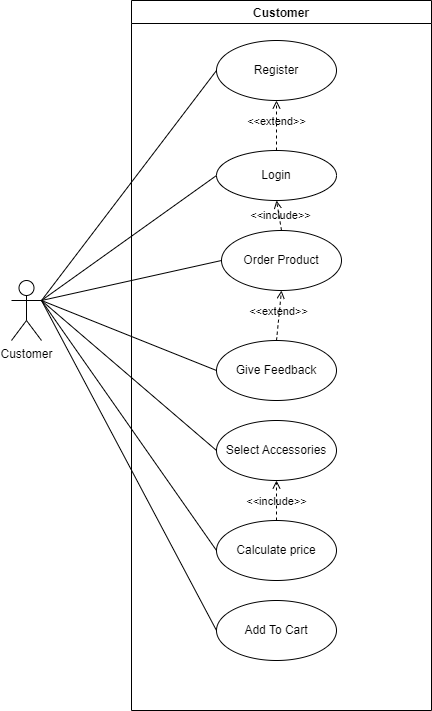 Customer
Register
<<extend>>
Login
<<include>>
Order Product
<<extend>>
Customer
Give Feedback
Select Accessories
<<include>>
Calculate price
Add To Cart